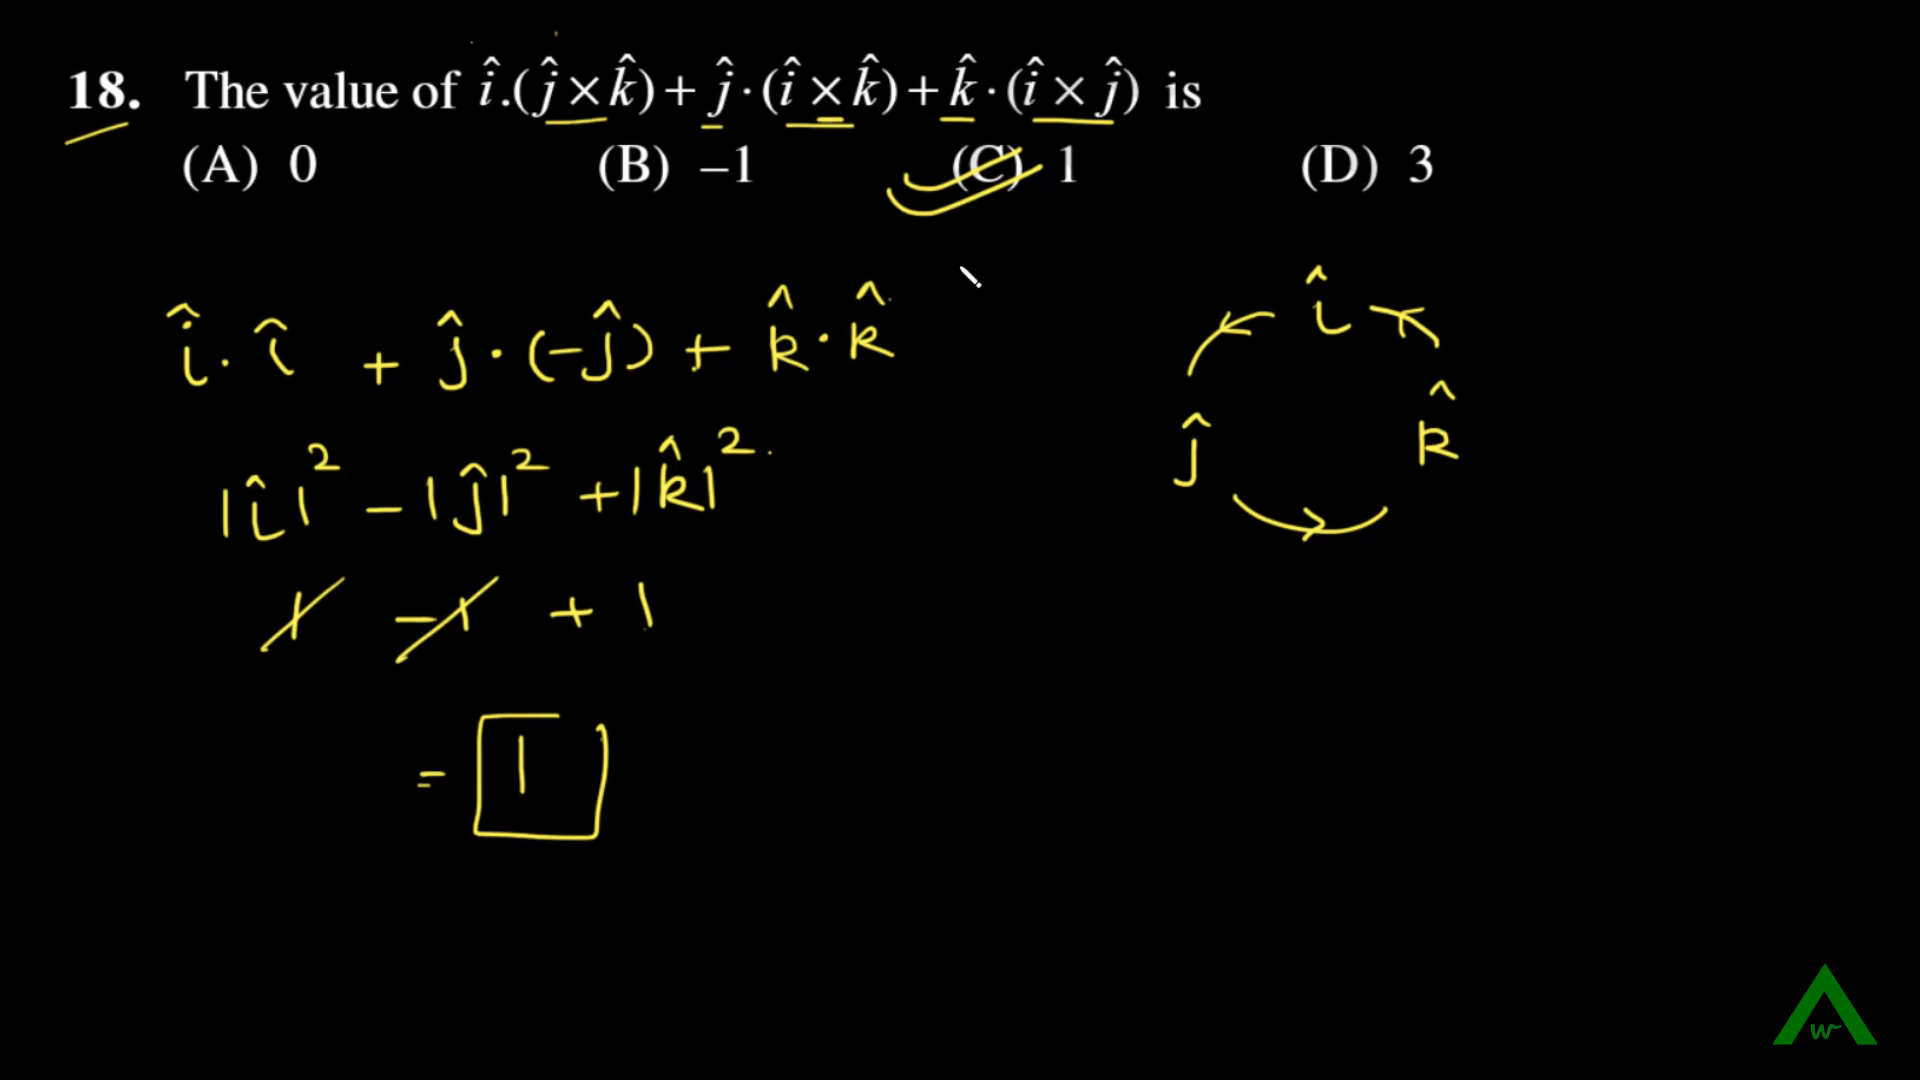 18. The value of î.(ĵ×k̂)+ĵ·(î×k̂)+k̂·(î×ĵ) is
(A) 0 (B) –1 (C) 1 (D) 3
î·î + ĵ·(-ĵ) + k̂·k̂
|î|² - |ĵ|² + |k̂|²
1 -1 + 1
= 1
î
ĵ k̂
W